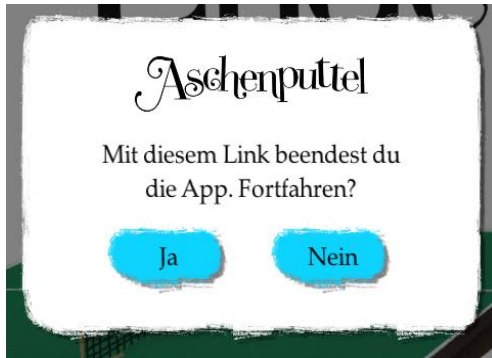 Aschenputtel
Mit diesem Link beendest du
die App. Fortfahren?
Ja
Nein